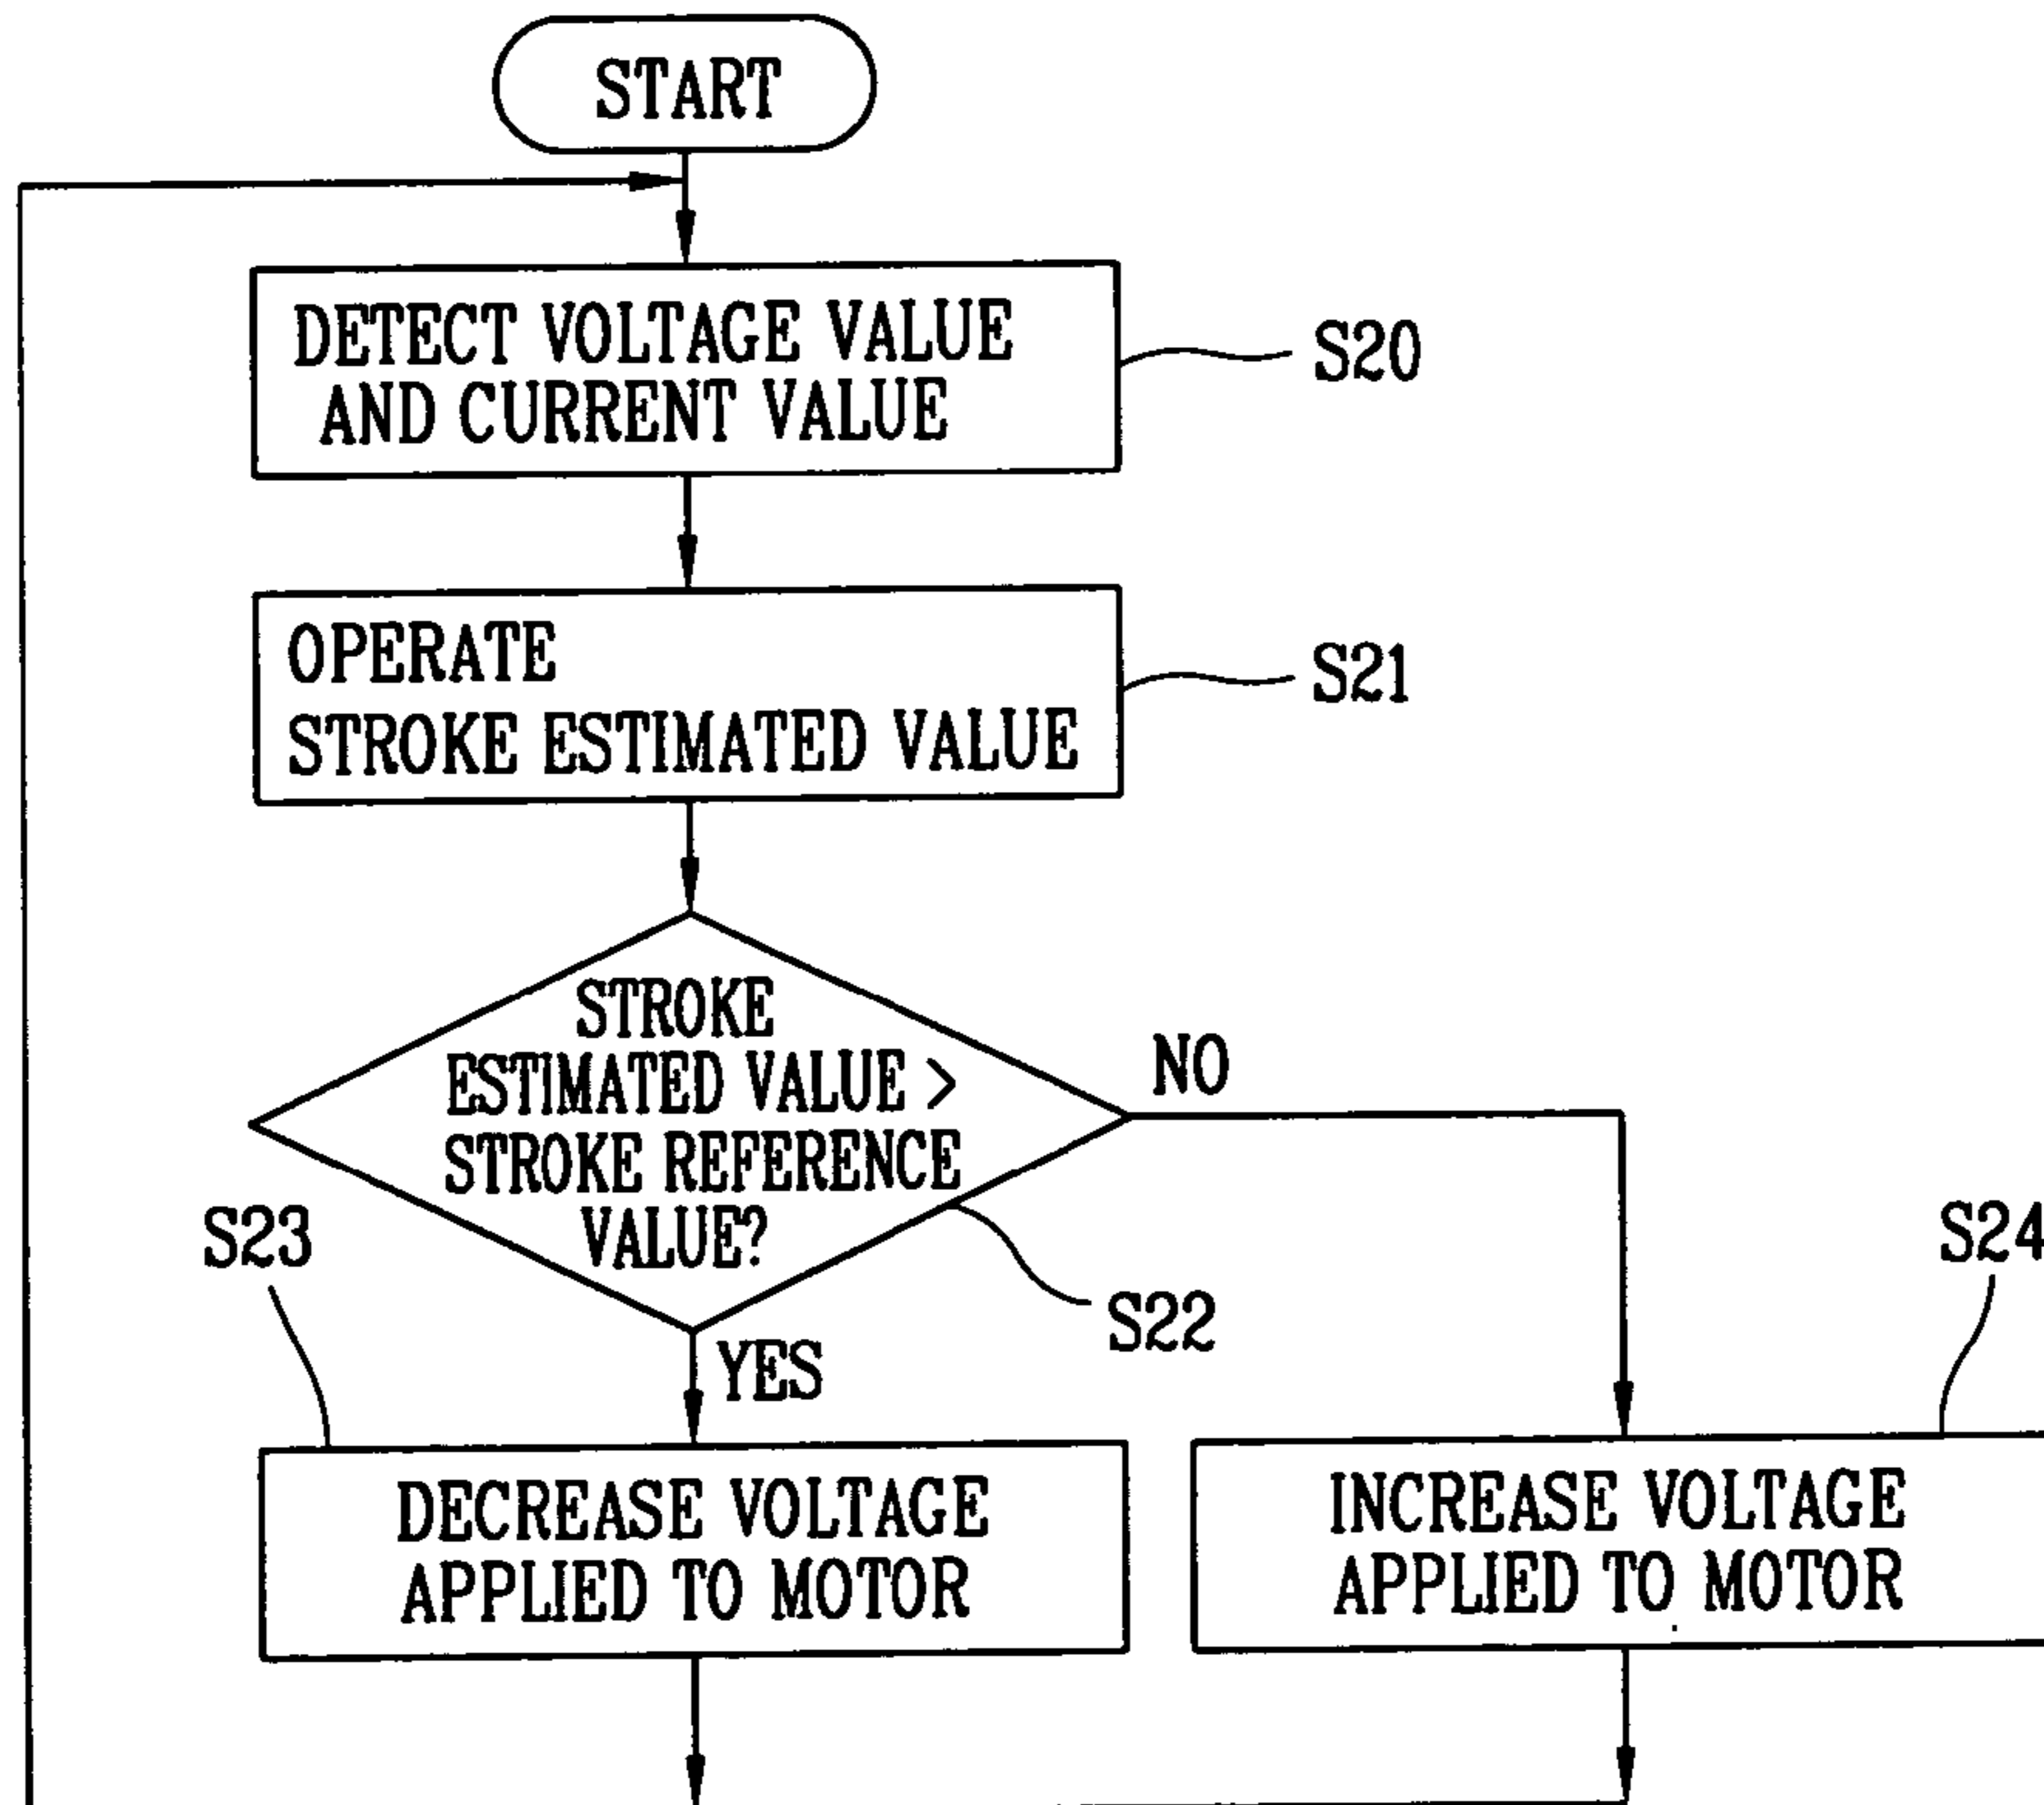 START
DETECT VOLTAGE VALUE
AND CURRENT VALUE
S20
OPERATE
STROKE ESTIMATED VALUE
S21
STROKE
ESTIMATED VALUE >
STROKE REFERENCE
VALUE?
NO
S22
YES
S23
DECREASE VOLTAGE
APPLIED TO MOTOR
S24
INCREASE VOLTAGE
APPLIED TO MOTOR